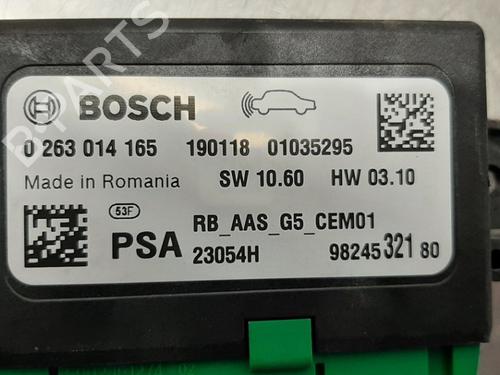 B-PARTS
BOSCH
0 263 014 165 190118 01035295
Made in Romania SW 10.60 HW 03.10
53F
PSA RB_AAS_G5_CEM01
23054H 98245 321 80